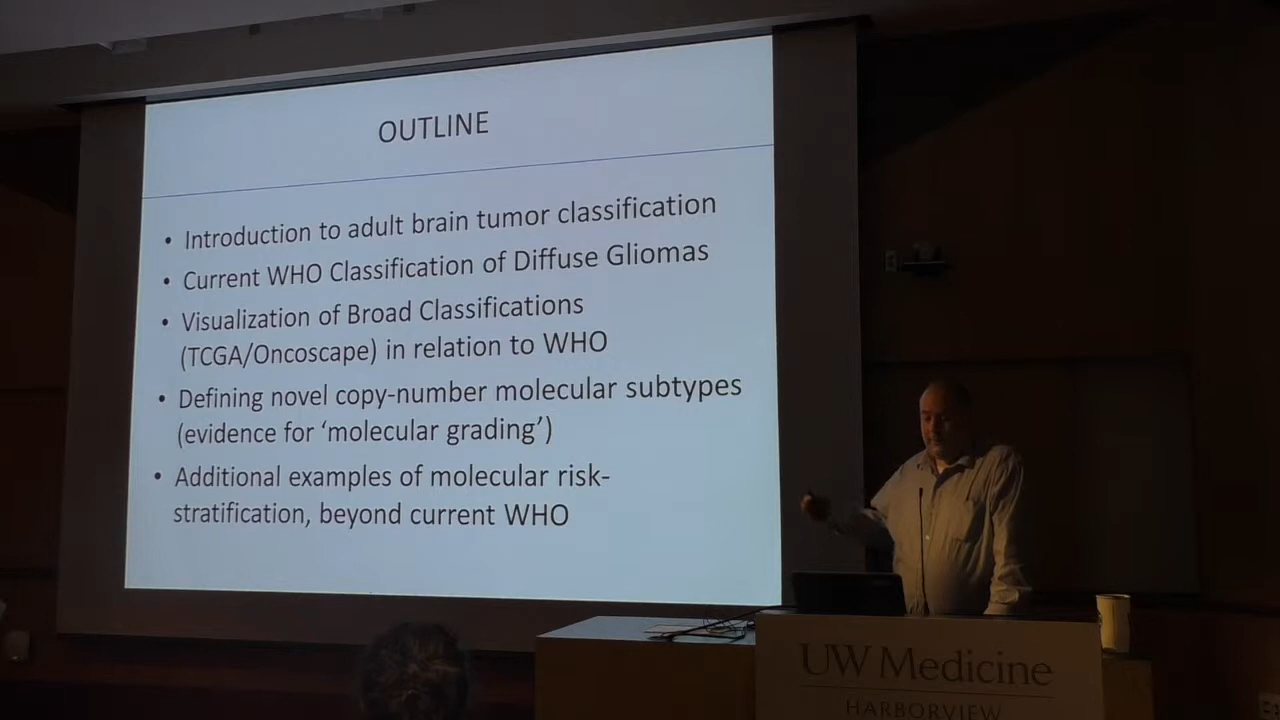 OUTLINE
• Introduction to adult brain tumor classification
• Current WHO Classification of Diffuse Gliomas
• Visualization of Broad Classifications
(TCGA/Oncoscape) in relation to WHO
• Defining novel copy-number molecular subtypes
(evidence for ‘molecular grading’)
• Additional examples of molecular risk-
stratification, beyond current WHO
UW Medicine
HARBORVIEW